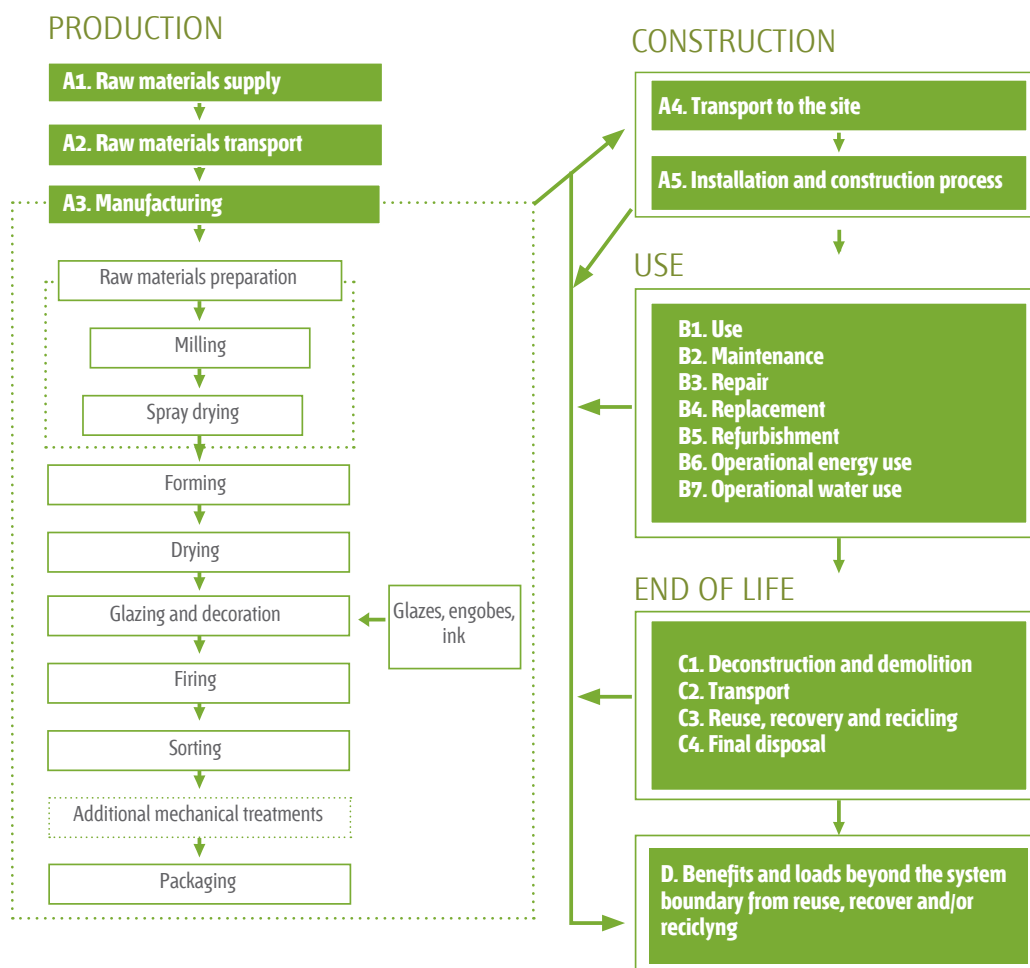 PRODUCTION
A1. Raw materials supply
A2. Raw materials transport
A3. Manufacturing
Raw materials preparation
Milling
Spray drying
Forming
Drying
Glazing and decoration
Glazes, engobes,
ink
Firing
Sorting
Additional mechanical treatments
Packaging
CONSTRUCTION
A4. Transport to the site
A5. Installation and construction process
USE
B1. Use
B2. Maintenance
B3. Repair
B4. Replacement
B5. Refurbishment
B6. Operational energy use
B7. Operational water use
END OF LIFE
C1. Deconstruction and demolition
C2. Transport
C3. Reuse, recovery and recicling
C4. Final disposal
D. Benefits and loads beyond the system
boundary from reuse, recover and/or
reciclyng